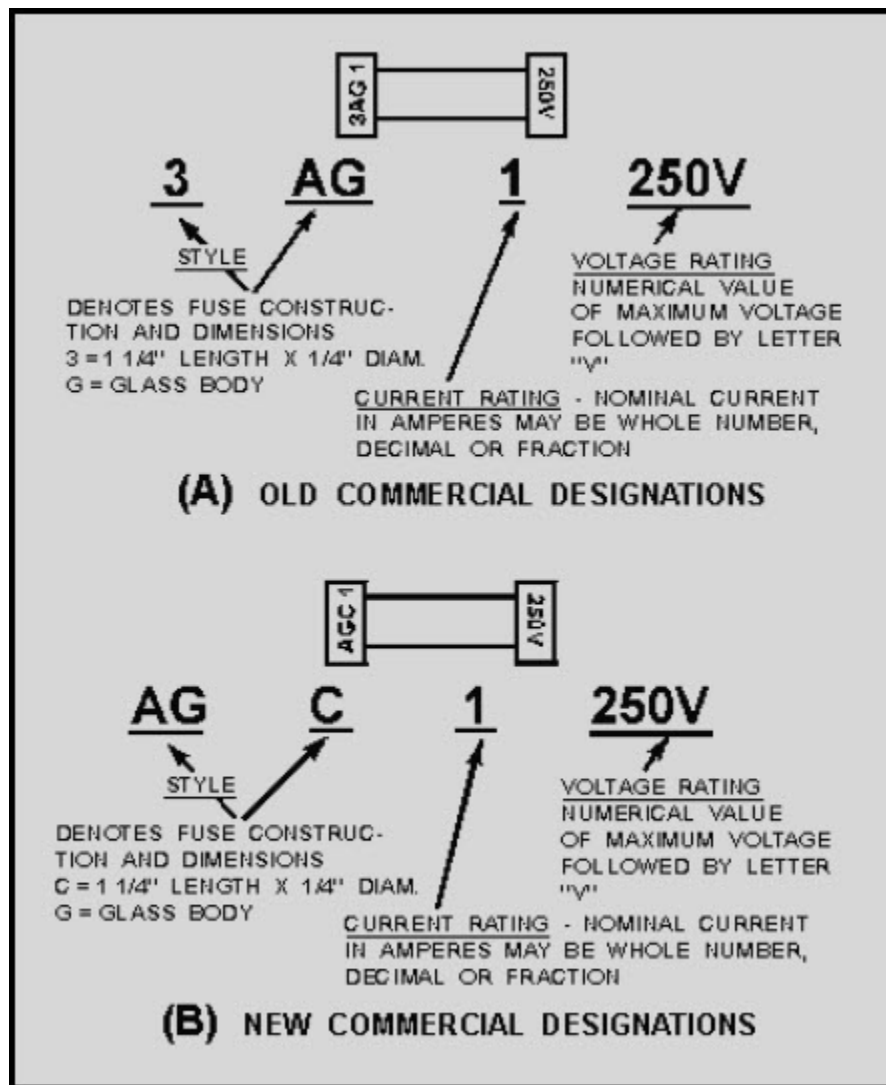 3AG 1
250V
3 AG 1 250V
STYLE
DENOTES FUSE CONSTRUC-
TION AND DIMENSIONS
3 = 1 1/4" LENGTH X 1/4" DIAM.
G = GLASS BODY
VOLTAGE RATING
NUMERICAL VALUE
OF MAXIMUM VOLTAGE
FOLLOWED BY LETTER
"V"
CURRENT RATING - NOMINAL CURRENT
IN AMPERES MAY BE WHOLE NUMBER,
DECIMAL OR FRACTION
(A) OLD COMMERCIAL DESIGNATIONS
AGC 1
250V
AG C 1 250V
STYLE
DENOTES FUSE CONSTRUC-
TION AND DIMENSIONS
C = 1 1/4" LENGTH X 1/4" DIAM.
G = GLASS BODY
VOLTAGE RATING
NUMERICAL VALUE
OF MAXIMUM VOLTAGE
FOLLOWED BY LETTER
"V"
CURRENT RATING - NOMINAL CURRENT
IN AMPERES MAY BE WHOLE NUMBER,
DECIMAL OR FRACTION
(B) NEW COMMERCIAL DESIGNATIONS